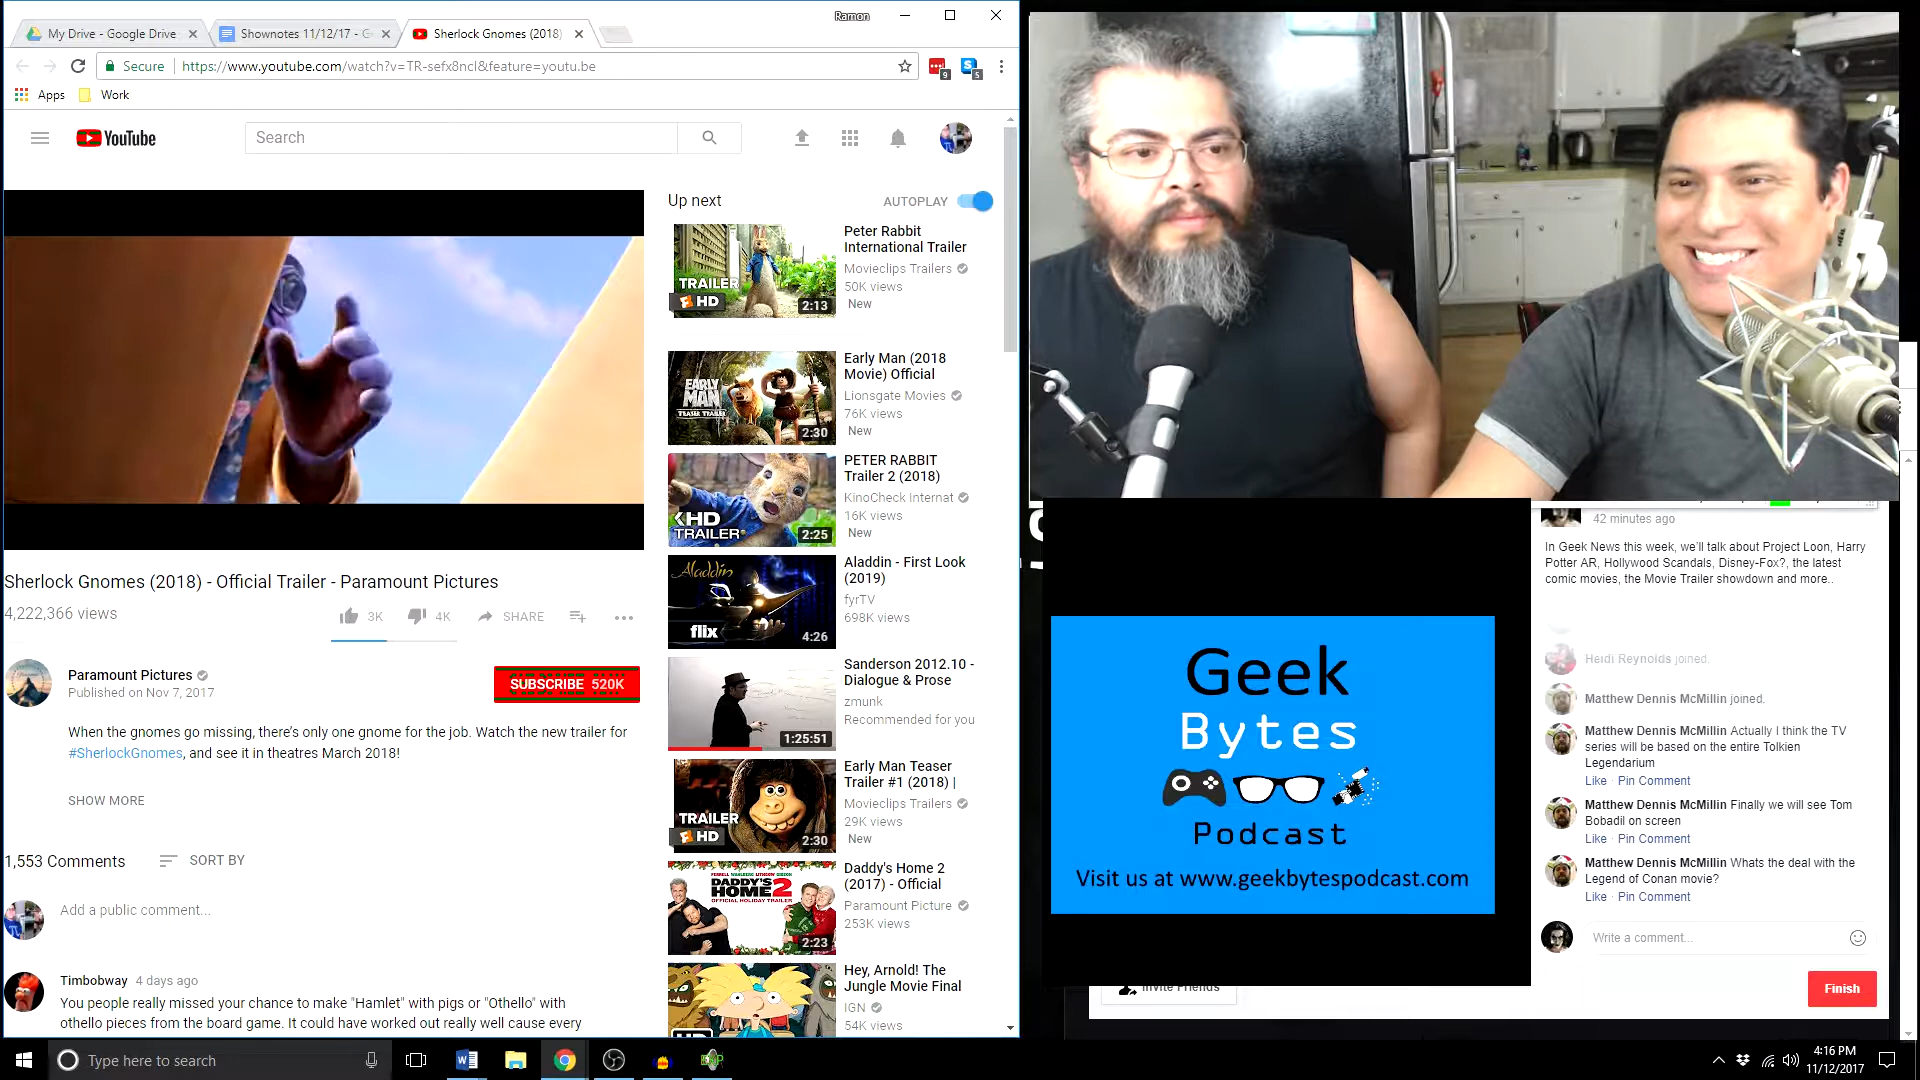 Ramon
My Drive - Google Drive
Shownotes 11/12/17 - G
Sherlock Gnomes (2018)
Secure
https://www.youtube.com/watch?v=TR-sefx8ncI&feature=youtu.be
9
5
Apps
Work
YouTube
Search
Up next
AUTOPLAY
TRAILER
HD
2:13
Peter Rabbit
International Trailer
Movieclips Trailers
50K views
New
EARLY
MAN
TEASER TRAILER
2:30
Early Man (2018
Movie) Official
Lionsgate Movies
76K views
New
KHD
TRAILER
2:25
PETER RABBIT
Trailer 2 (2018)
KinoCheck Internat
16K views
New
Aladdin
flix
4:26
Aladdin - First Look
(2019)
fyrTV
698K views
1:25:51
Sanderson 2012.10 -
Dialogue & Prose
zmunk
Recommended for you
TRAILER
HD
2:30
Early Man Teaser
Trailer #1 (2018) |
Movieclips Trailers
29K views
New
DADDY'S
HOME 2
OFFICIAL HOLIDAY TRAILER
2:23
Daddy's Home 2
(2017) - Official
Paramount Picture
253K views
HD
Hey, Arnold! The
Jungle Movie Final
IGN
54K views
Sherlock Gnomes (2018) - Official Trailer - Paramount Pictures
4,222,366 views
3K
4K
SHARE
Paramount Pictures
Published on Nov 7, 2017
SUBSCRIBE 520K
When the gnomes go missing, there's only one gnome for the job. Watch the new trailer for
#SherlockGnomes, and see it in theatres March 2018!
SHOW MORE
1,553 Comments
SORT BY
Add a public comment...
Timbobway 4 days ago
You people really missed your chance to make "Hamlet" with pigs or "Othello" with
othello pieces from the board game. It could have worked out really well cause every
Geek
Bytes
Podcast
Visit us at www.geekbytespodcast.com
42 minutes ago
In Geek News this week, we'll talk about Project Loon, Harry
Potter AR, Hollywood Scandals, Disney-Fox?, the latest
comic movies, the Movie Trailer showdown and more..
Heidi Reynolds joined.
Matthew Dennis McMillin joined.
Matthew Dennis McMillin Actually I think the TV
series will be based on the entire Tolkien
Legendarium
Like · Pin Comment
Matthew Dennis McMillin Finally we will see Tom
Bobadil on screen
Like · Pin Comment
Matthew Dennis McMillin Whats the deal with the
Legend of Conan movie?
Like · Pin Comment
Write a comment...
Invite Friends
Finish
Type here to search
4:16 PM
11/12/2017